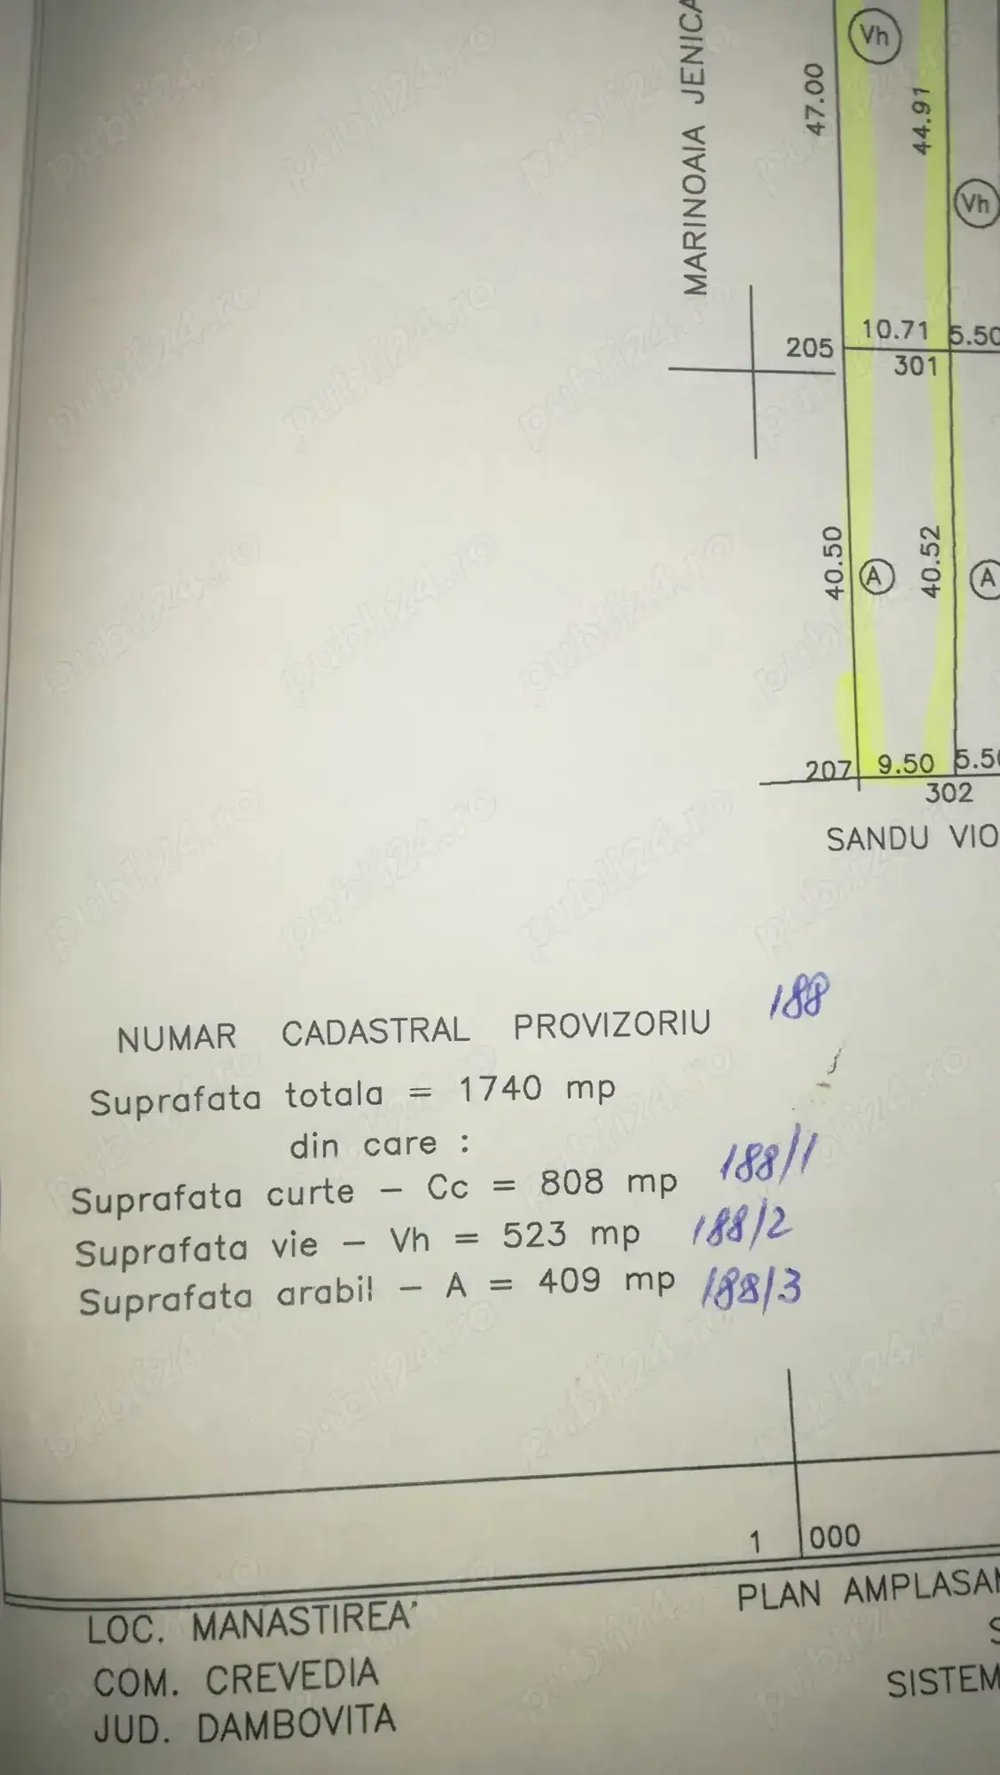 MARINOAIA JENICA
47.00
44.91
Vh
Vh
205
10.71
5.50
301
40.50
A
40.52
A
207
9.50
5.50
302
SANDU VIO
NUMAR CADASTRAL PROVIZORIU 188
Suprafata totala = 1740 mp
din care :
Suprafata curte - Cc = 808 mp 188/1
Suprafata vie - Vh = 523 mp 188/2
Suprafata arabil - A = 409 mp 188/3
1 000
LOC. MANASTIREA
COM. CREVEDIA
JUD. DAMBOVITA
PLAN AMPLASAM
S
SISTEM
publi24.ro